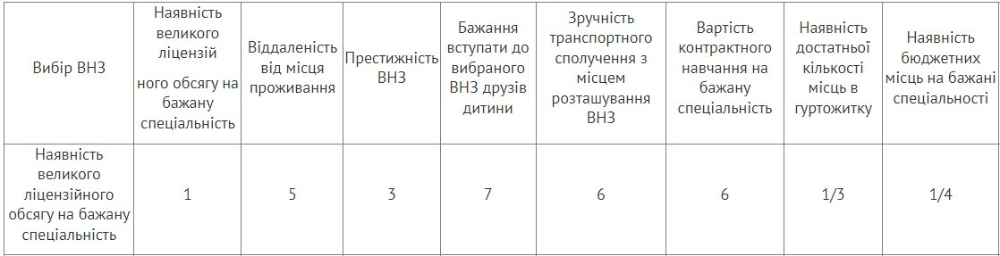 Вибір ВНЗ
Наявність
великого
ліцензій
ного обсягу на
бажану
спеціальність
Віддаленість
від місця
проживання
Престижність
ВНЗ
Бажання
вступати до
вибраного
ВНЗ друзів
дитини
Зручність
транспортного
сполучення з
місцем
розташування
ВНЗ
Вартість
контрактного
навчання на
бажану
спеціальність
Наявність
достатньої
кількості
місць в
гуртожитку
Наявність
бюджетних
місць на бажані
спеціальності
Наявність
великого
ліцензійного
обсягу на бажану
спеціальність
1
5
3
7
6
6
1/3
1/4